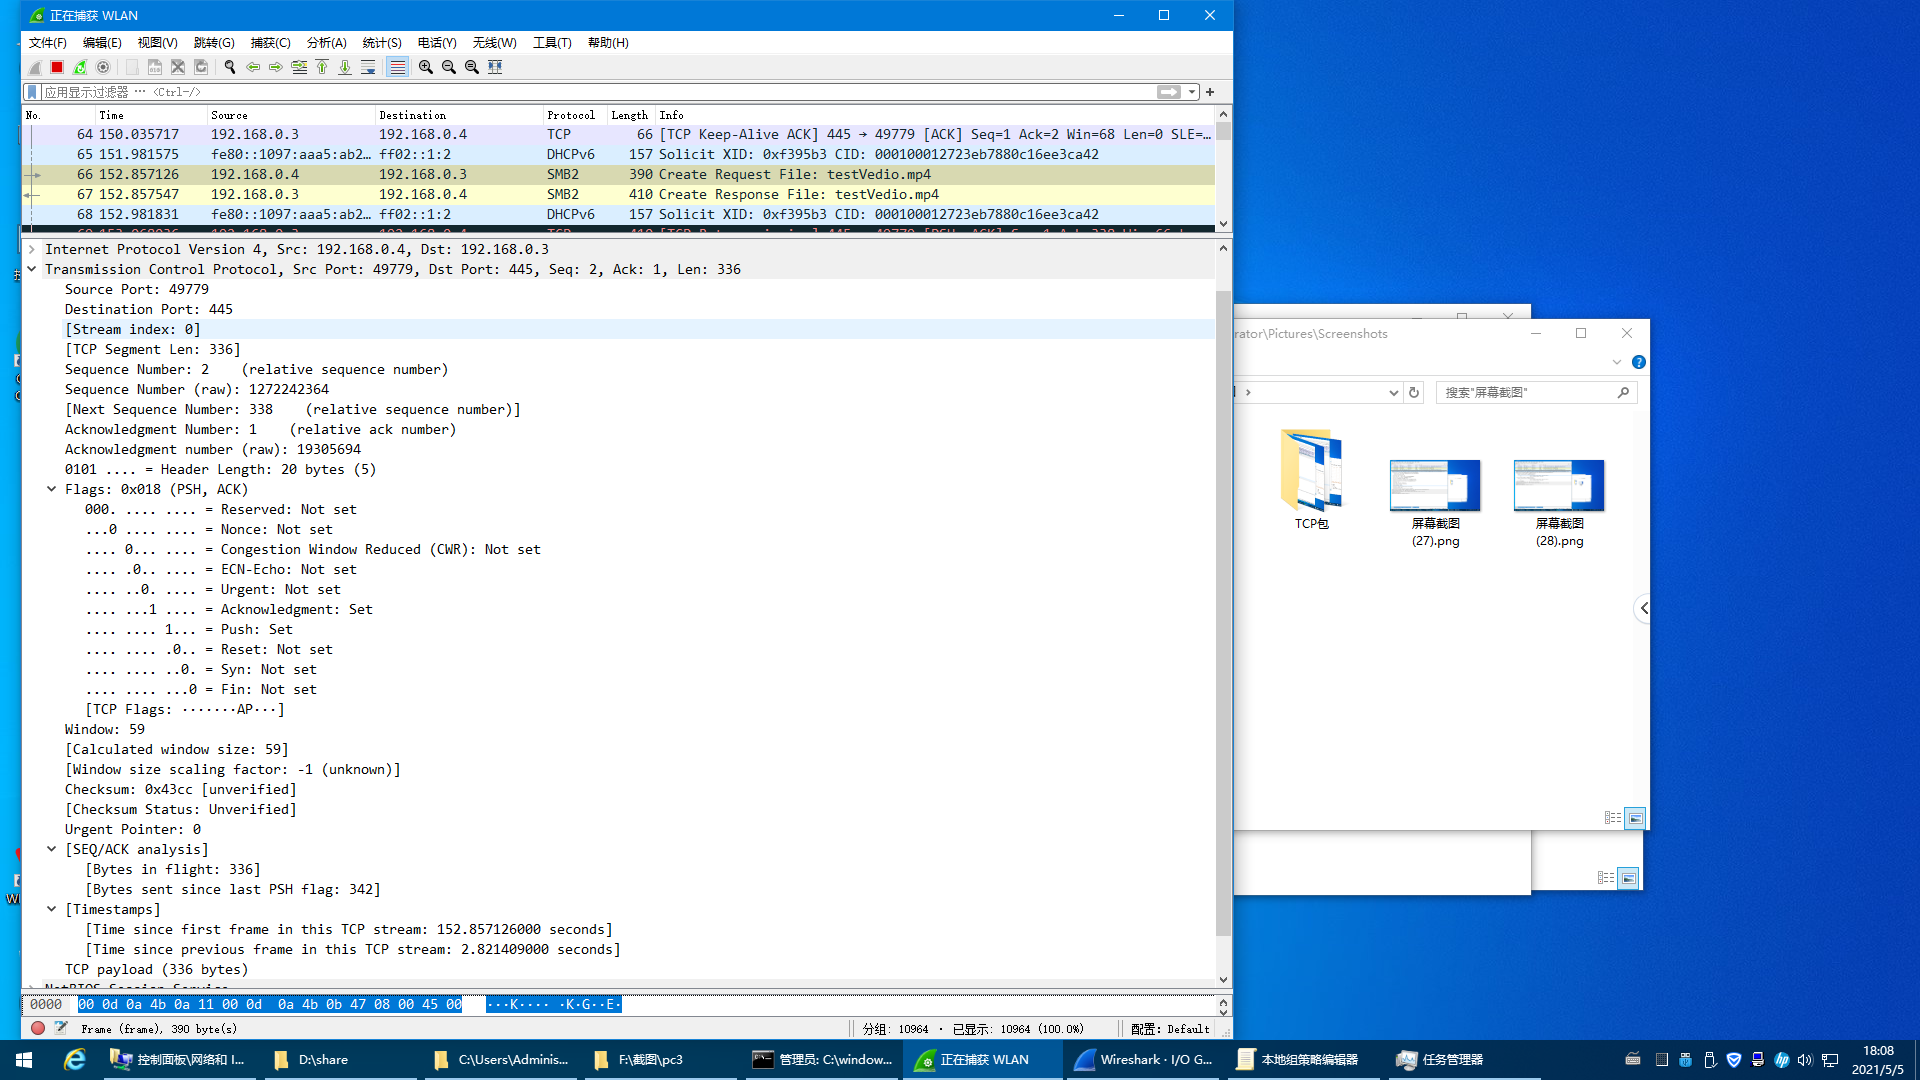 正在捕获 WLAN
文件(F) 编辑(E) 视图(V) 跳转(G) 捕获(C) 分析(A) 统计(S) 电话(Y) 无线(W) 工具(T) 帮助(H)
应用显示过滤器 … <Ctrl-/>
No. Time Source Destination Protocol Length Info
64 150.035717 192.168.0.3 192.168.0.4 TCP 66 [TCP Keep-Alive ACK] 445 → 49779 [ACK] Seq=1 Ack=2 Win=68 Len=0 SLE=…
65 151.981575 fe80::1097:aaa5:ab2… ff02::1:2 DHCPv6 157 Solicit XID: 0xf395b3 CID: 000100012723eb7880c16ee3ca42
66 152.857126 192.168.0.4 192.168.0.3 SMB2 390 Create Request File: testVedio.mp4
67 152.857547 192.168.0.3 192.168.0.4 SMB2 410 Create Response File: testVedio.mp4
68 152.981831 fe80::1097:aaa5:ab2… ff02::1:2 DHCPv6 157 Solicit XID: 0xf395b3 CID: 000100012723eb7880c16ee3ca42
Internet Protocol Version 4, Src: 192.168.0.4, Dst: 192.168.0.3
Transmission Control Protocol, Src Port: 49779, Dst Port: 445, Seq: 2, Ack: 1, Len: 336
Source Port: 49779
Destination Port: 445
[Stream index: 0]
[TCP Segment Len: 336]
Sequence Number: 2 (relative sequence number)
Sequence Number (raw): 1272242364
[Next Sequence Number: 338 (relative sequence number)]
Acknowledgment Number: 1 (relative ack number)
Acknowledgment number (raw): 19305694
0101 .... = Header Length: 20 bytes (5)
Flags: 0x018 (PSH, ACK)
000. .... .... = Reserved: Not set
...0 .... .... = Nonce: Not set
.... 0... .... = Congestion Window Reduced (CWR): Not set
.... .0.. .... = ECN-Echo: Not set
.... ..0. .... = Urgent: Not set
.... ...1 .... = Acknowledgment: Set
.... .... 1... = Push: Set
.... .... .0.. = Reset: Not set
.... .... ..0. = Syn: Not set
.... .... ...0 = Fin: Not set
[TCP Flags: ·······AP···]
Window: 59
[Calculated window size: 59]
[Window size scaling factor: -1 (unknown)]
Checksum: 0x43cc [unverified]
[Checksum Status: Unverified]
Urgent Pointer: 0
[SEQ/ACK analysis]
[Bytes in flight: 336]
[Bytes sent since last PSH flag: 342]
[Timestamps]
[Time since first frame in this TCP stream: 152.857126000 seconds]
[Time since previous frame in this TCP stream: 2.821409000 seconds]
TCP payload (336 bytes)
NetBIOS Session Service
0000 00 0d 0a 4b 0a 11 00 0d 0a 4b 0b 47 08 00 45 00 ···K···· ·K·G··E·
Frame (frame), 390 byte(s) 分组: 10964 · 已显示: 10964 (100.0%) 配置: Default
rator\Pictures\Screenshots
搜索"屏幕截图"
TCP包
屏幕截图
(27).png
屏幕截图
(28).png
控制面板\网络和 I...
D:\share
C:\Users\Adminis...
F:\截图\pc3
管理员: C:\window...
正在捕获 WLAN
Wireshark · I/O G...
本地组策略编辑器
任务管理器
18:08
2021/5/5